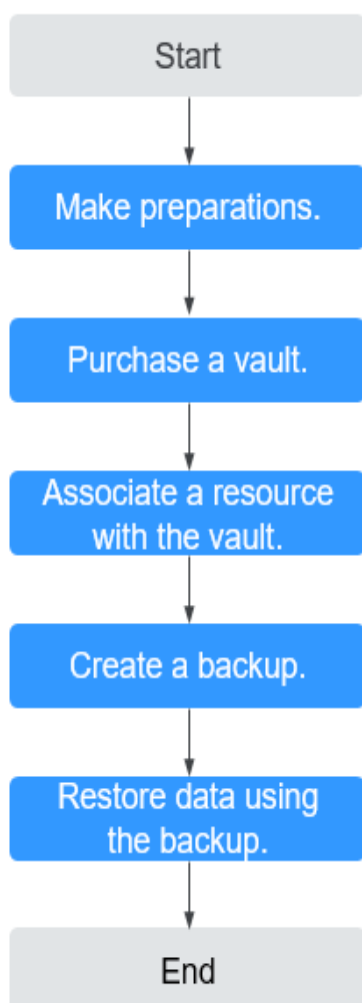 Start
Make preparations.
Purchase a vault.
Associate a resource
with the vault.
Create a backup.
Restore data using
the backup.
End